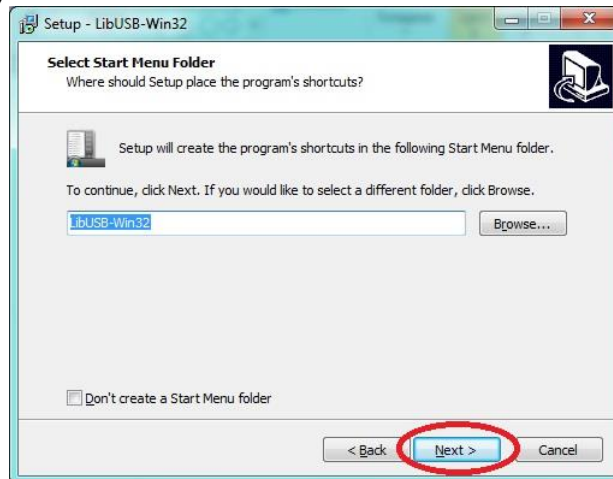 Setup - LibUSB-Win32
Select Start Menu Folder
Where should Setup place the program's shortcuts?
Setup will create the program's shortcuts in the following Start Menu folder.
To continue, click Next. If you would like to select a different folder, click Browse.
LibUSB-Win32
Browse...
Don't create a Start Menu folder
< Back
Next >
Cancel